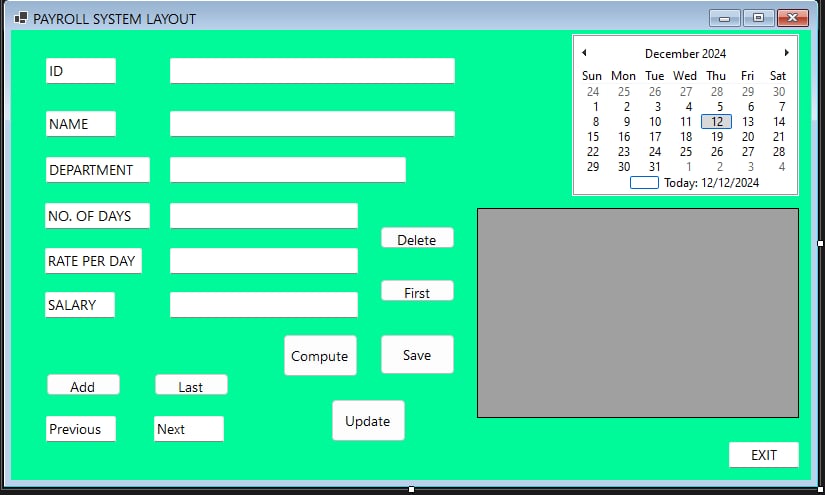 PAYROLL SYSTEM LAYOUT
ID
NAME
DEPARTMENT
NO. OF DAYS
RATE PER DAY
SALARY
Delete
First
Compute
Save
Add
Last
Previous
Next
Update
December 2024
Sun Mon Tue Wed Thu Fri Sat
24 25 26 27 28 29 30
1 2 3 4 5 6 7
8 9 10 11 12 13 14
15 16 17 18 19 20 21
22 23 24 25 26 27 28
29 30 31 1 2 3 4
Today: 12/12/2024
EXIT